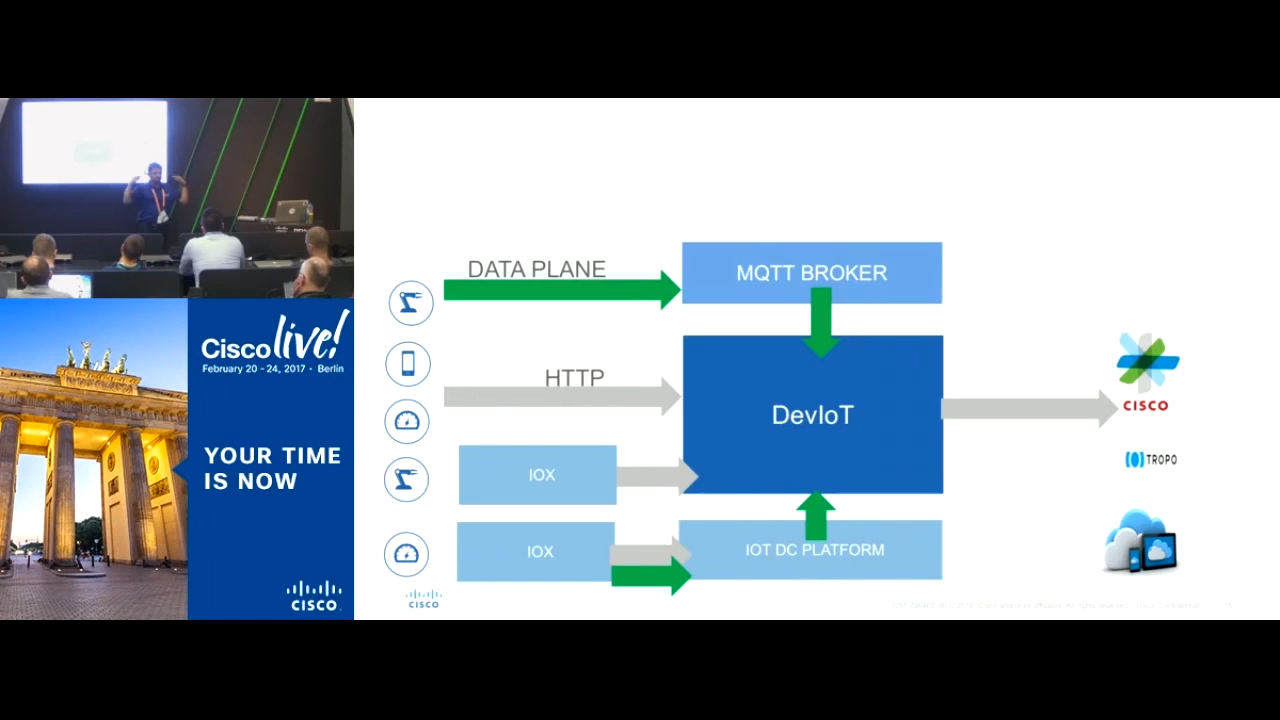 Cisco live!
February 20 - 24, 2017 • Berlin
YOUR TIME
IS NOW
CISCO
DATA PLANE
MQTT BROKER
HTTP
DevIoT
IOX
IOX
IOT DC PLATFORM
CISCO
TROPO
CISCO